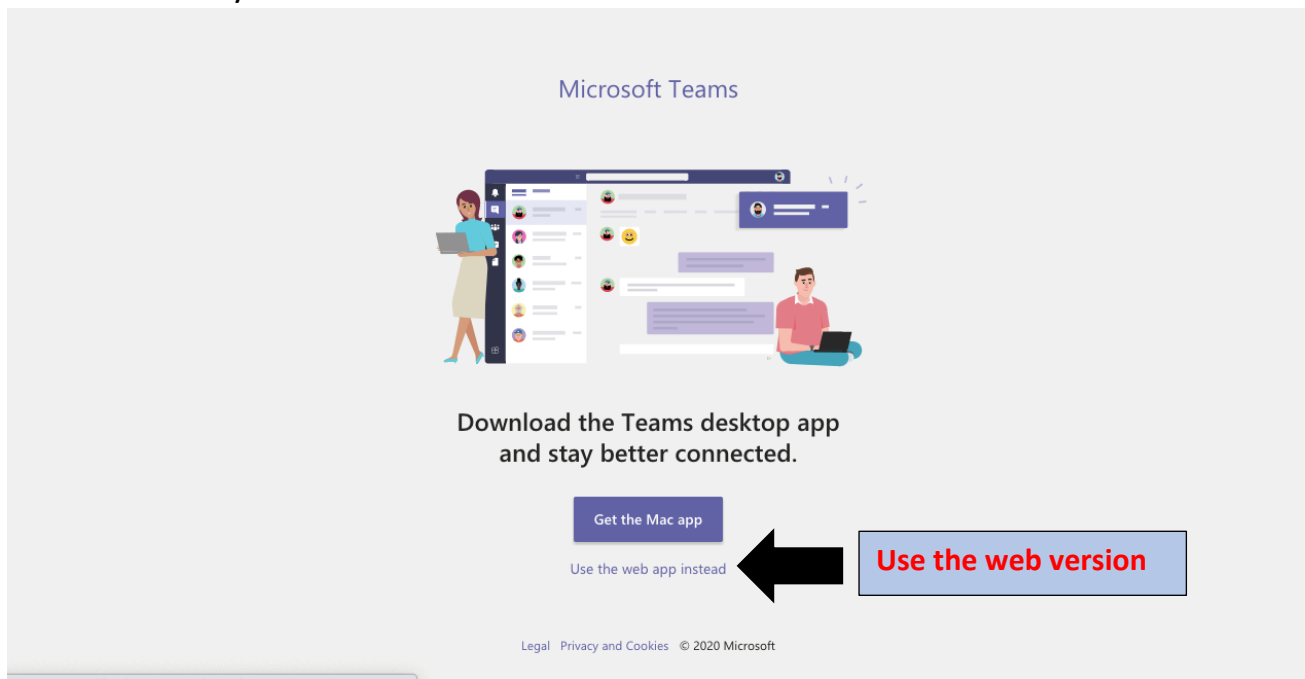 Microsoft Teams
Download the Teams desktop app
and stay better connected.
Get the Mac app
Use the web app instead
Use the web version
Legal Privacy and Cookies © 2020 Microsoft